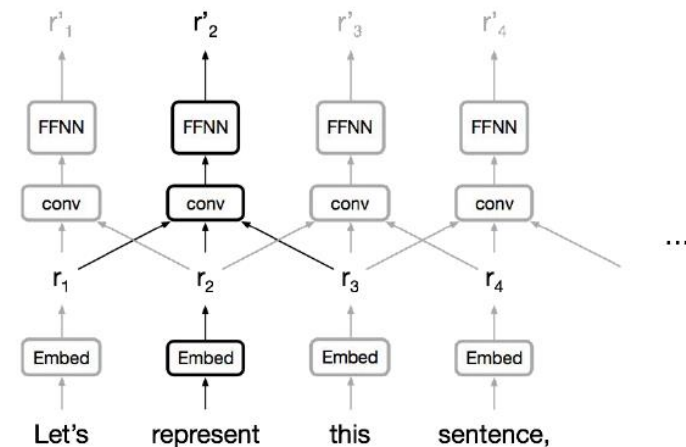 r'₁ r'₂ r'₃ r'₄
FFNN FFNN FFNN FFNN
conv conv conv conv
...
r₁ r₂ r₃ r₄
Embed Embed Embed Embed
Let's represent this sentence,